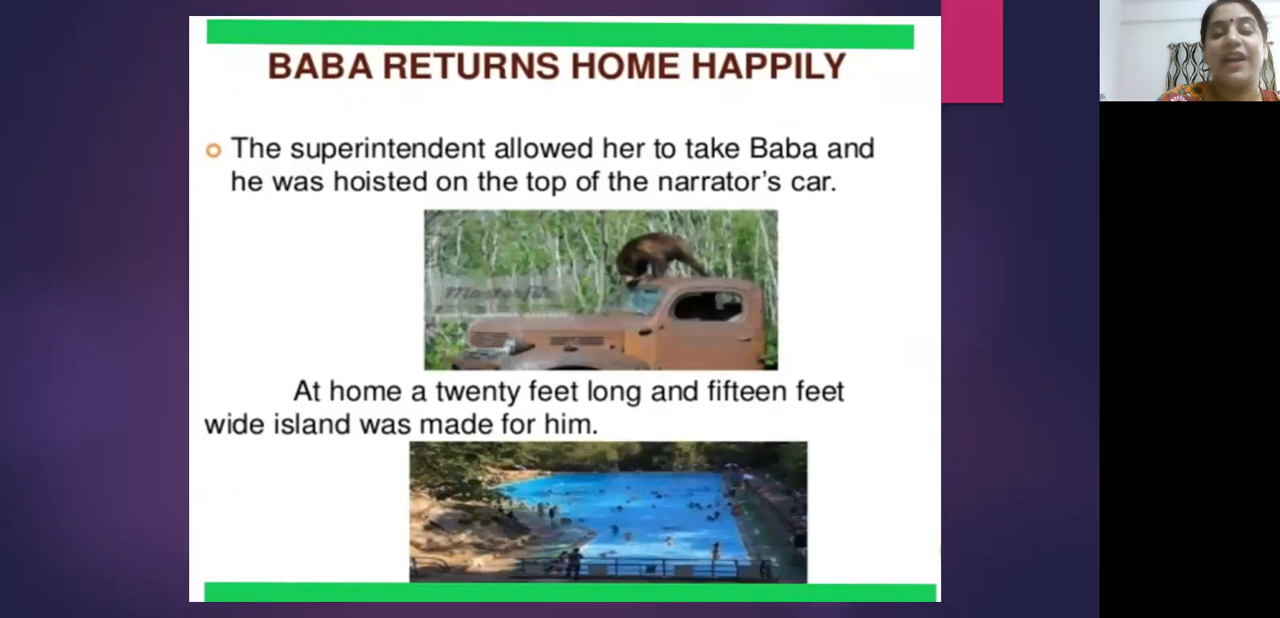 BABA RETURNS HOME HAPPILY
The superintendent allowed her to take Baba and
he was hoisted on the top of the narrator's car.
At home a twenty feet long and fifteen feet
wide island was made for him.